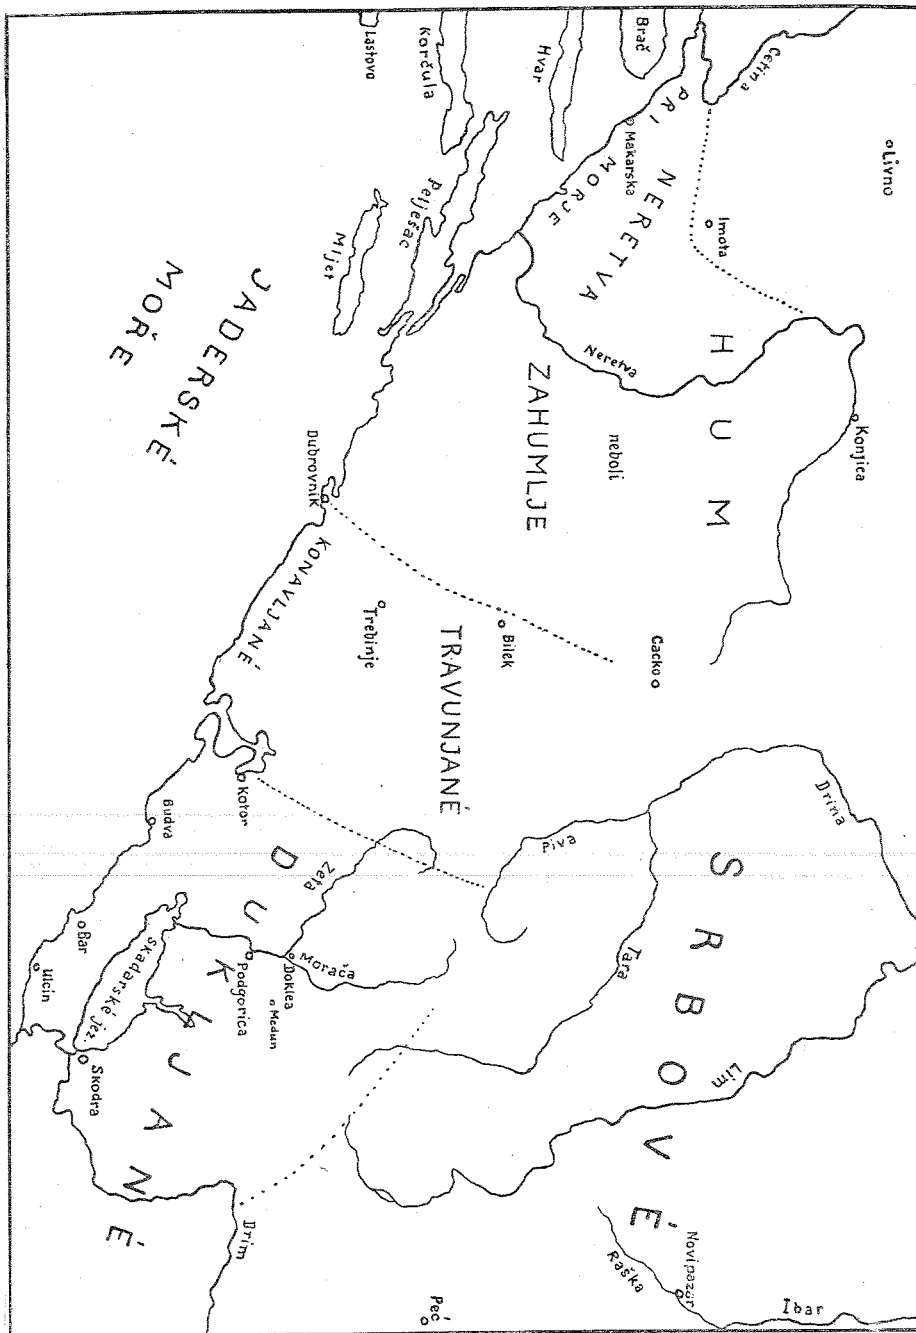 Livno
Konjica
Drina
Ibar
Cetina
Imota
HUM
SRBOVÉ
Lim
Novipazar
Raška
Brač
PRIMORJE
Makarska
NERETVA
Neretva
neboli
Gacko
Tara
Hvar
ZAHUMLJE
Bilek
Piva
Korčula
Pelješac
TRAVUNJANÉ
Peć
Lastovo
Mljet
Trebinje
Zeta
Morača
Dubrovnik
KONAVLJANÉ
DUKLJANÉ
Doklea
Medun
Podgorica
Drim
JADERSKÉ
MOŘE
Kotor
Budva
Skadarské jez.
Bar
Skodra
Ulcin